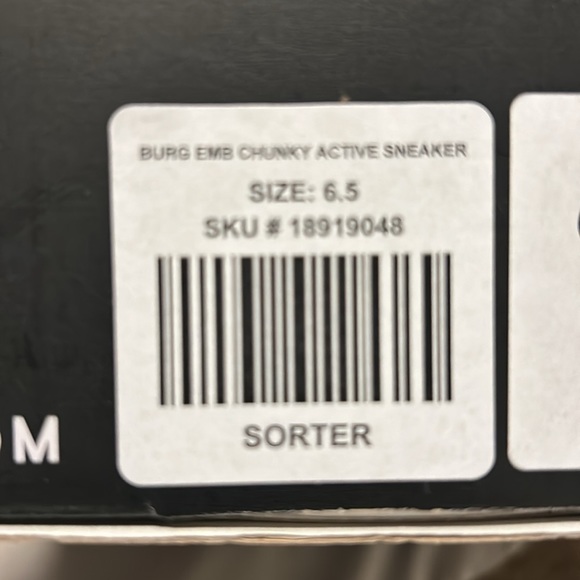 BURG EMB CHUNKY ACTIVE SNEAKER
SIZE: 6.5
SKU # 18919048
SORTER
M